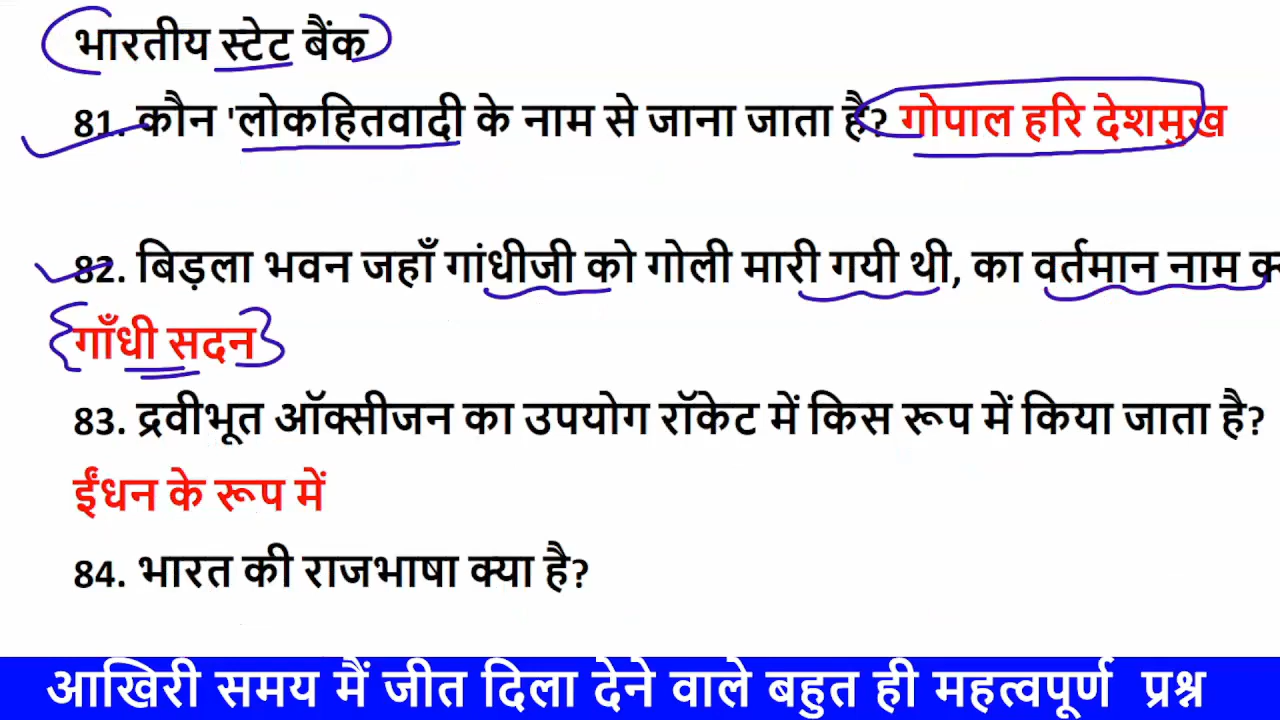 भारतीय स्टेट बैंक
81. कौन 'लोकहितवादी के नाम से जाना जाता है? गोपाल हरि देशमुख
82. बिड़ला भवन जहाँ गांधीजी को गोली मारी गयी थी, का वर्तमान नाम
गाँधी सदन
83. द्रवीभूत ऑक्सीजन का उपयोग रॉकेट में किस रूप में किया जाता है?
ईंधन के रूप में
84. भारत की राजभाषा क्या है?
आखिरी समय मैं जीत दिला देने वाले बहुत ही महत्वपूर्ण प्रश्न